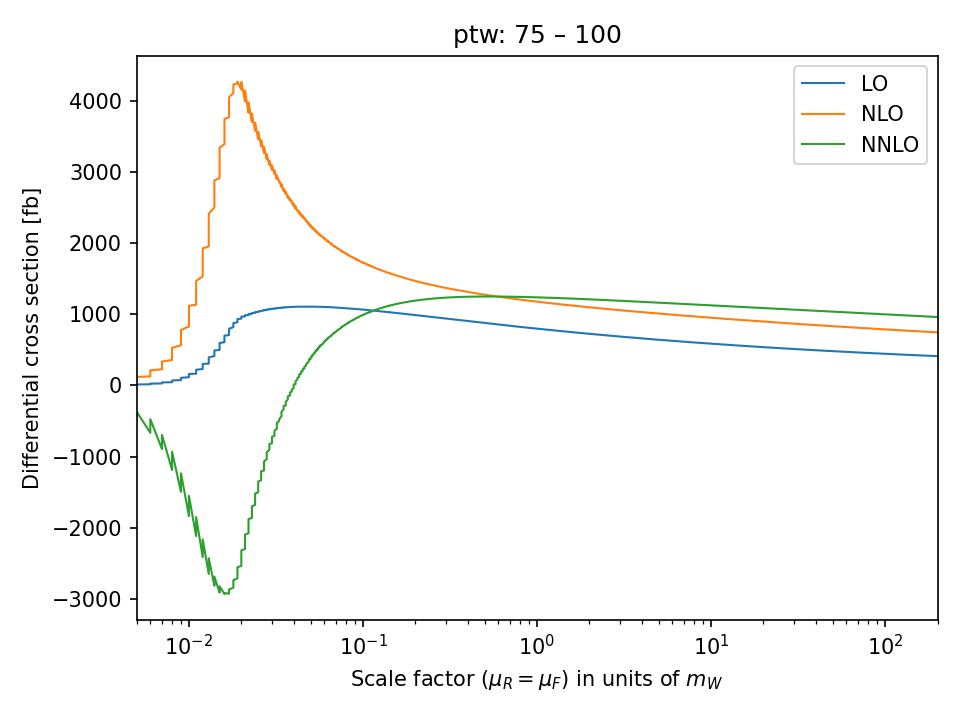 ptw: 75 – 100
LO
NLO
NNLO
4000
3000
2000
1000
0
−1000
−2000
−3000
Differential cross section [fb]
10⁻² 10⁻¹ 10⁰ 10¹ 10²
Scale factor (μ_R = μ_F) in units of m_W